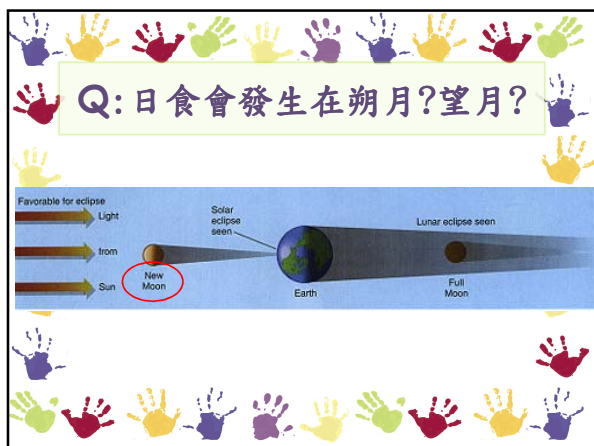 Q:日食會發生在朔月?望月?
Favorable for eclipse
Light
from
Sun
New
Moon
Solar
eclipse
seen
Earth
Lunar eclipse seen
Full
Moon